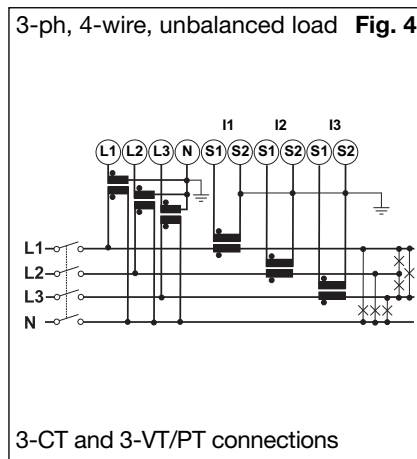 3-ph, 4-wire, unbalanced load Fig. 4
I1 I2 I3
L1 L2 L3 N S1 S2 S1 S2 S1 S2
L1
L2
L3
N
3-CT and 3-VT/PT connections